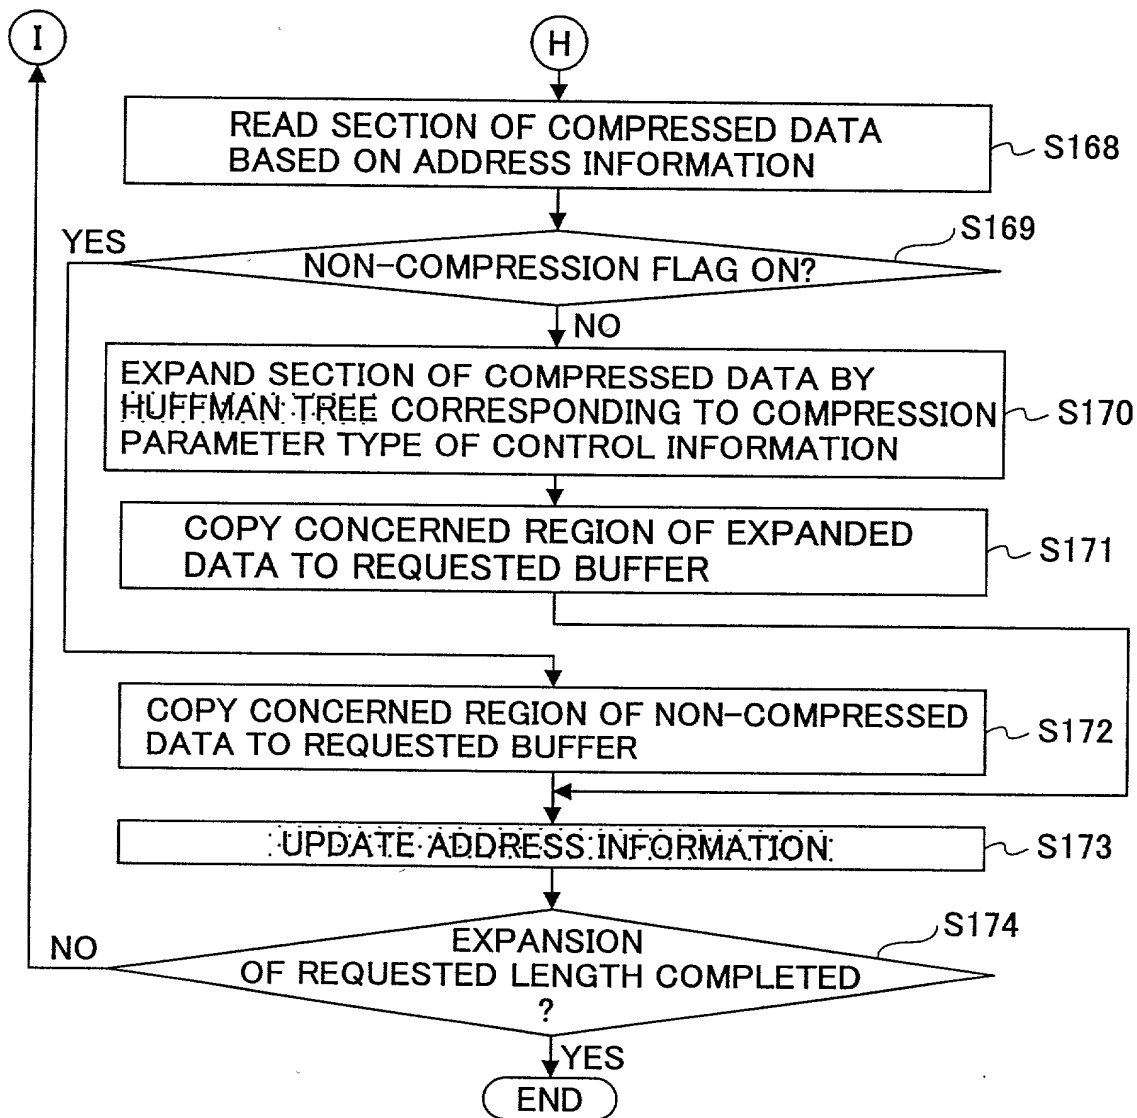 I
H
READ SECTION OF COMPRESSED DATA
BASED ON ADDRESS INFORMATION
S168
S169
YES
NON-COMPRESSION FLAG ON?
NO
EXPAND SECTION OF COMPRESSED DATA BY
HUFFMAN TREE CORRESPONDING TO COMPRESSION
PARAMETER TYPE OF CONTROL INFORMATION
S170
COPY CONCERNED REGION OF EXPANDED
DATA TO REQUESTED BUFFER
S171
COPY CONCERNED REGION OF NON-COMPRESSED
DATA TO REQUESTED BUFFER
S172
UPDATE ADDRESS INFORMATION
S173
S174
NO
EXPANSION
OF REQUESTED LENGTH COMPLETED
?
YES
END